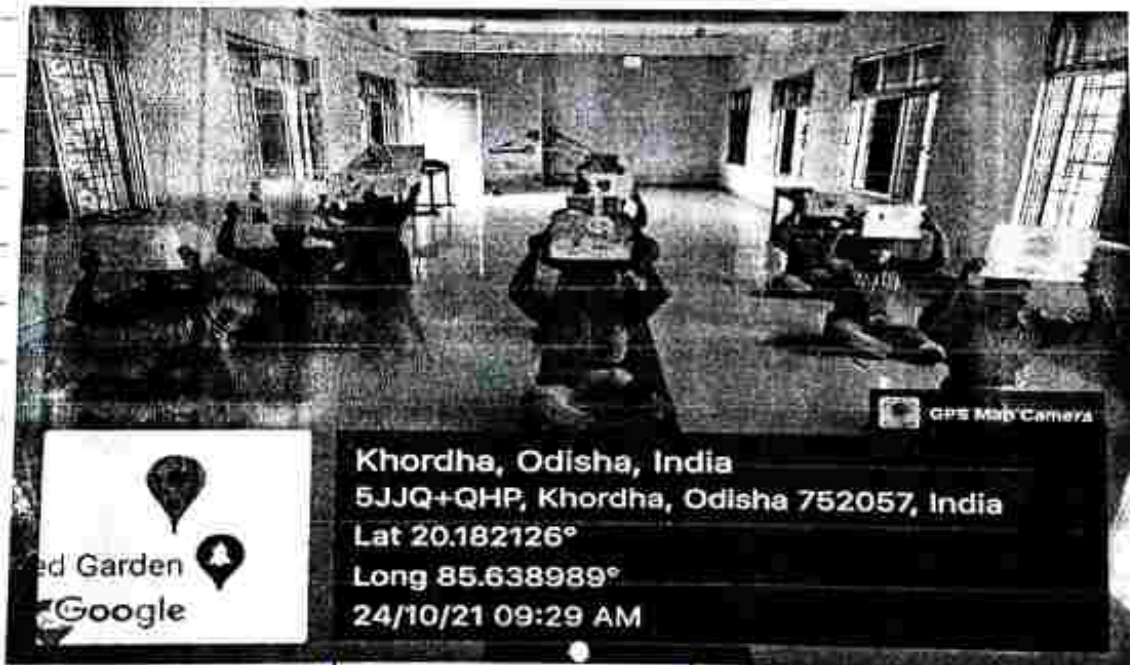 GPS Map Camera
Khordha, Odisha, India
5JJQ+QHP, Khordha, Odisha 752057, India
Lat 20.182126°
Long 85.638989°
24/10/21 09:29 AM
ed Garden
Google